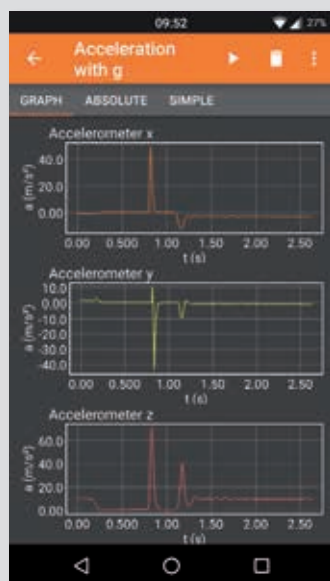 09:52
27%
Acceleration
with g
GRAPH ABSOLUTE SIMPLE
Accelerometer x
a (m/s²)
40.0
20.0
0.00
0.00 0.500 1.00 1.50 2.00 2.50
t (s)
Accelerometer y
a (m/s²)
10.0
0.00
-10.0
-20.0
-30.0
-40.0
0.00 0.500 1.00 1.50 2.00 2.50
t (s)
Accelerometer z
a (m/s²)
60.0
40.0
20.0
0.00
0.00 0.500 1.00 1.50 2.00 2.50
t (s)